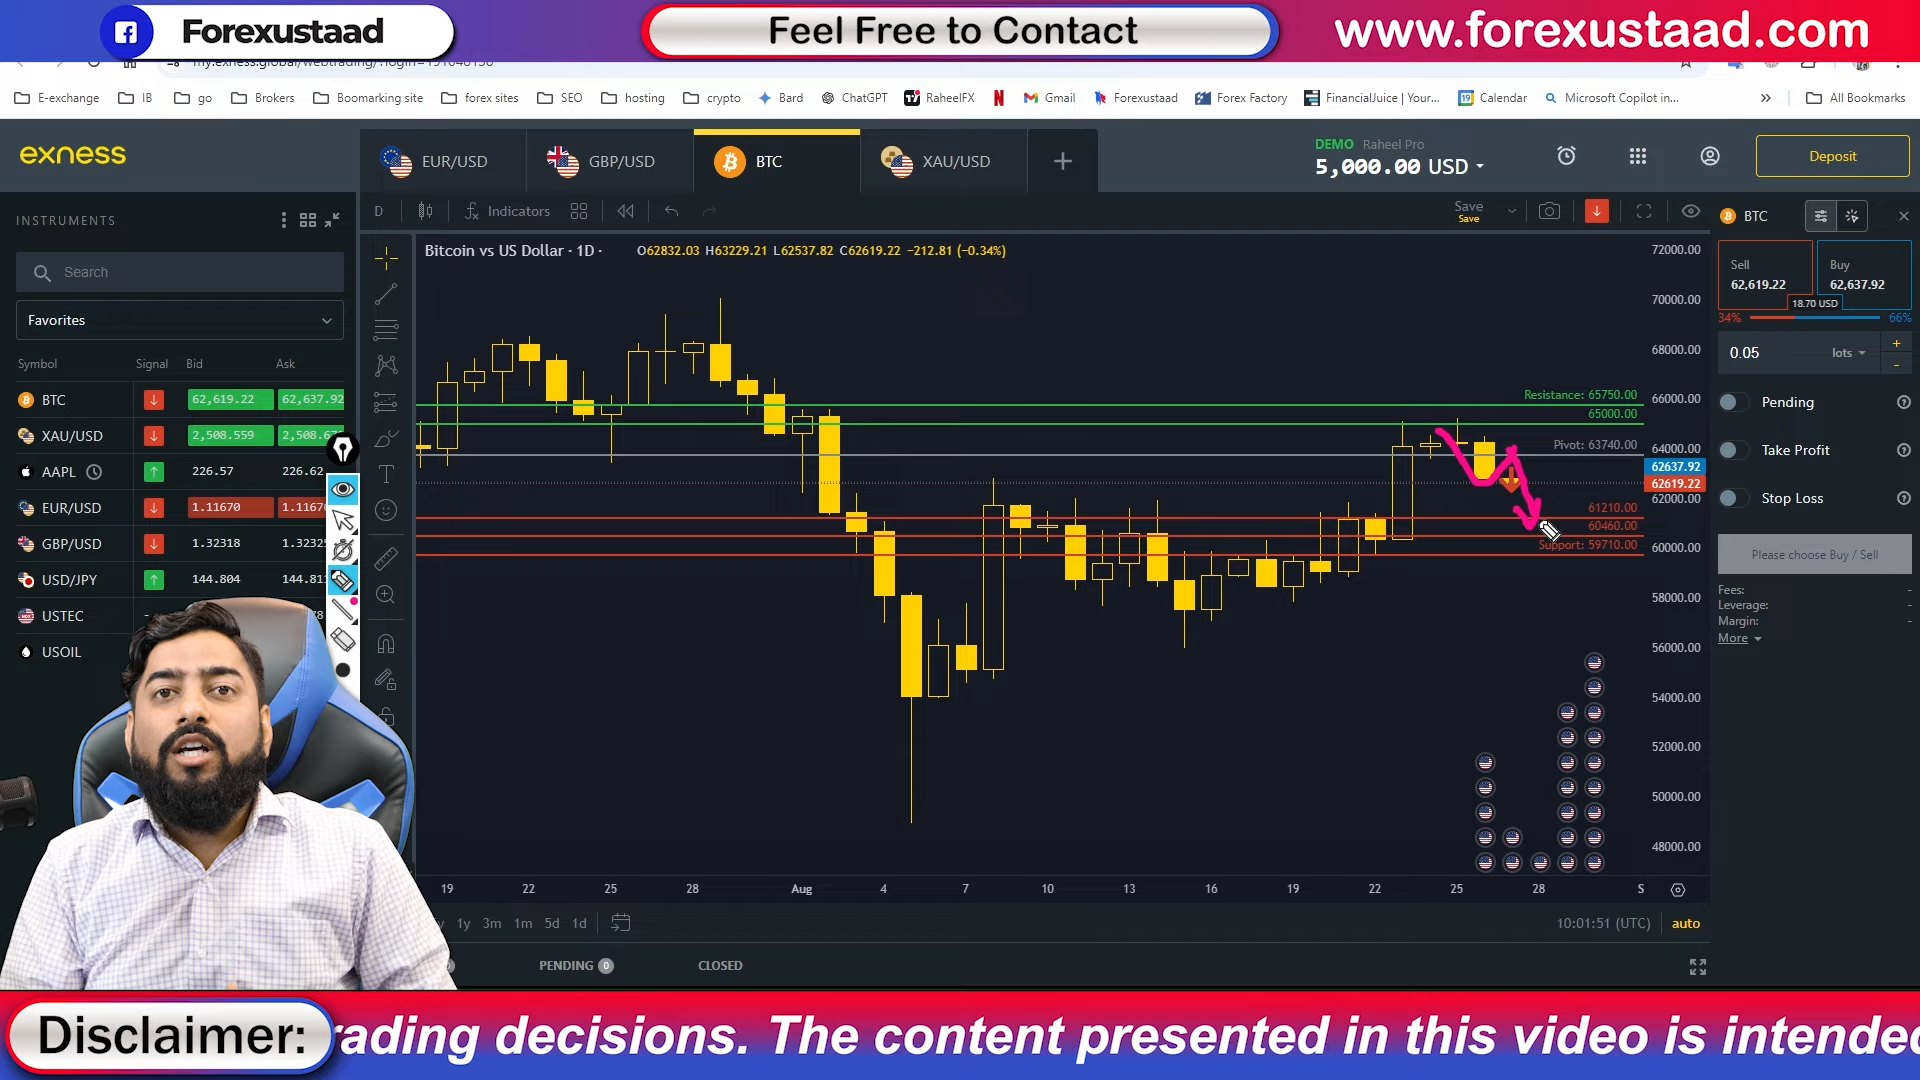 Forexustaad
Feel Free to Contact
www.forexustaad.com
E-exchange IB go Brokers Boomarking site forex sites SEO hosting crypto Bard ChatGPT RaheelFX Gmail Forexustaad Forex Factory FinancialJuice | Your... Calendar Microsoft Copilot in... » All Bookmarks
exness
EUR/USD GBP/USD BTC XAU/USD
DEMO Raheel Pro
5,000.00 USD
Deposit
INSTRUMENTS
D Indicators Save
Save
BTC
Search
Favorites
Symbol Signal Bid Ask
BTC 62,619.22 62,637.92
XAU/USD 2,508.559
AAPL 226.57 226.62
EUR/USD 1.11670
GBP/USD 1.32318
USD/JPY 144.804
USTEC
USOIL
Bitcoin vs US Dollar · 1D · O62832.03 H63229.21 L62537.82 C62619.22 −212.81 (−0.34%)
Resistance: 65750.00
65000.00
Pivot: 63740.00
61210.00
60460.00
Support: 59710.00
72000.00
70000.00
68000.00
66000.00
64000.00
62637.92
62619.22
62000.00
60000.00
58000.00
56000.00
54000.00
52000.00
50000.00
48000.00
19 22 25 28 Aug 4 7 10 13 16 19 22 25 28 S
1y 3m 1m 5d 1d
10:01:51 (UTC) auto
PENDING 0 CLOSED
Sell
62,619.22
Buy
62,637.92
18.70 USD
34% 66%
0.05 lots + -
Pending
Take Profit
Stop Loss
Please choose Buy / Sell
Fees: -
Leverage: -
Margin: -
More
Disclaimer:
rading decisions. The content presented in this video is intended